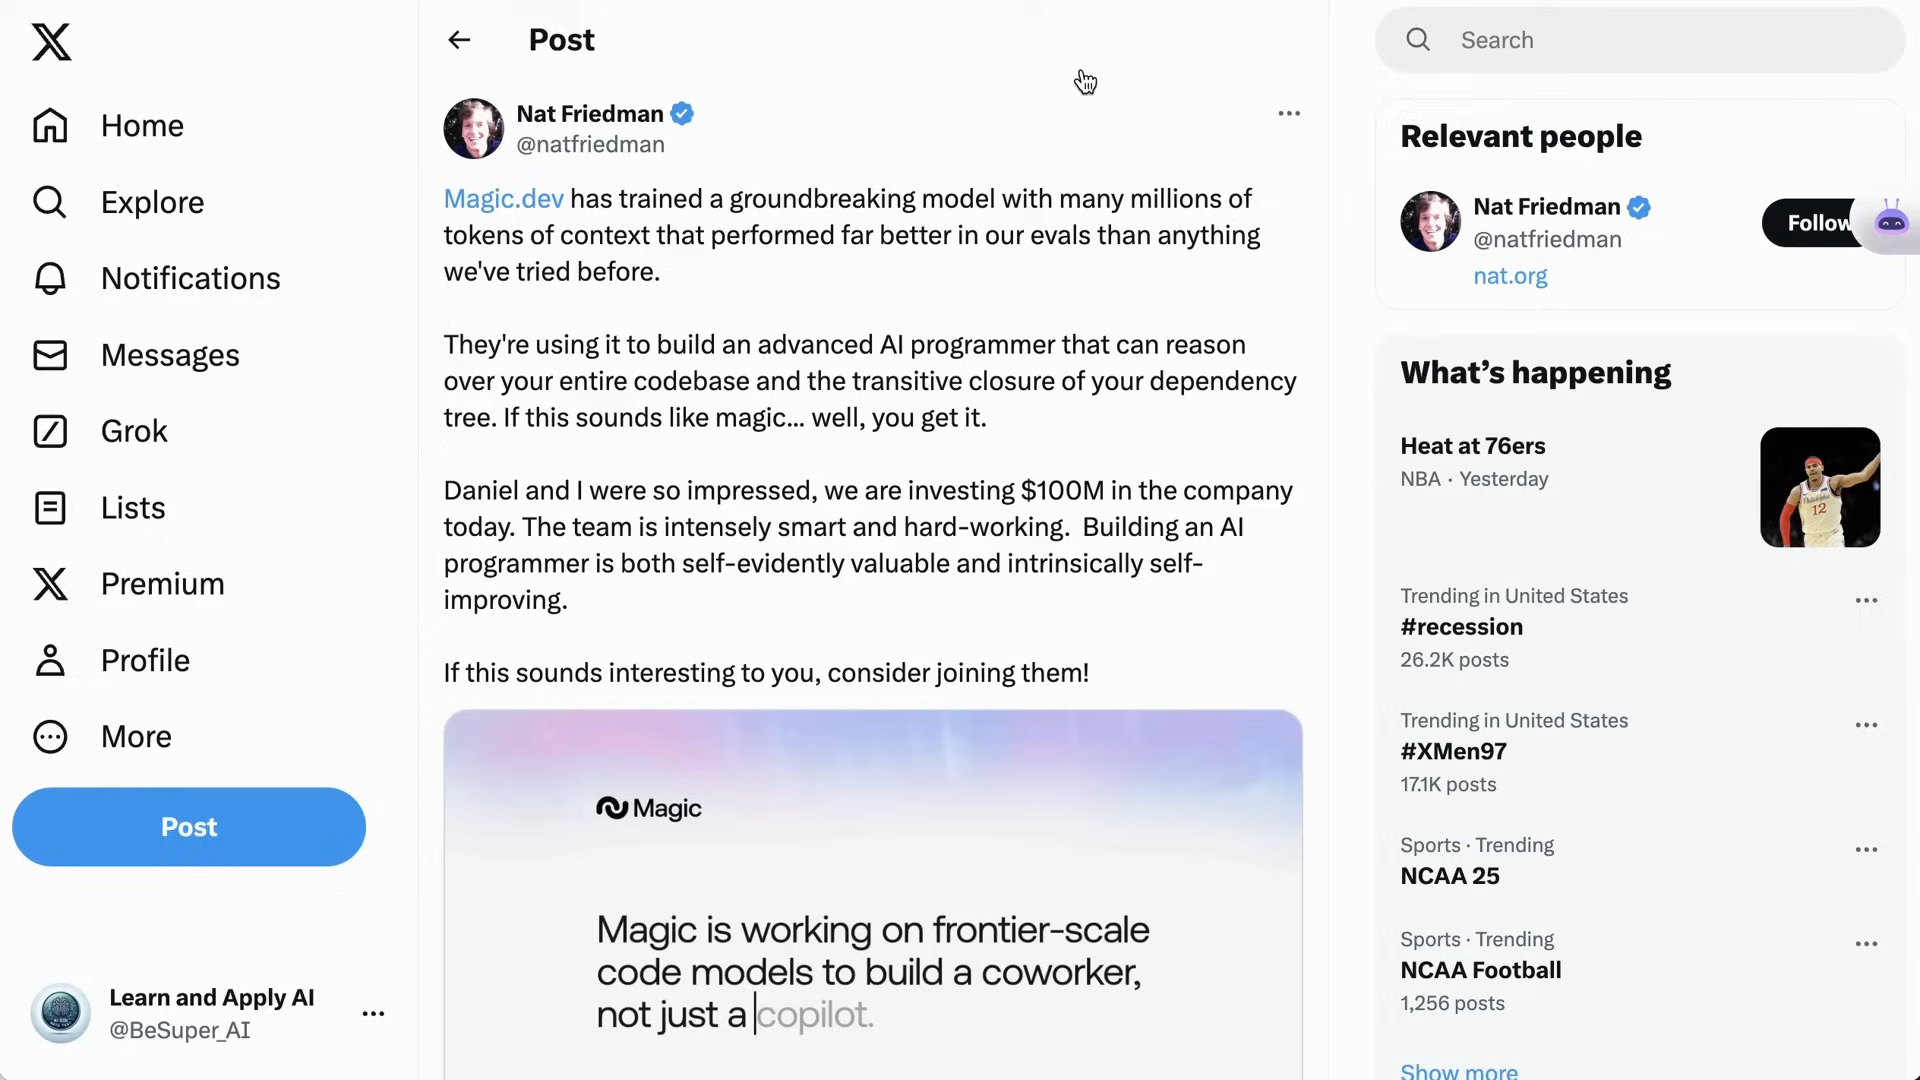 Home
Explore
Notifications
Messages
Grok
Lists
Premium
Profile
More
Post
Learn and Apply AI
@BeSuper_AI
Post
Nat Friedman
@natfriedman
Magic.dev has trained a groundbreaking model with many millions of
tokens of context that performed far better in our evals than anything
we've tried before.
They're using it to build an advanced AI programmer that can reason
over your entire codebase and the transitive closure of your dependency
tree. If this sounds like magic... well, you get it.
Daniel and I were so impressed, we are investing $100M in the company
today. The team is intensely smart and hard-working. Building an AI
programmer is both self-evidently valuable and intrinsically self-
improving.
If this sounds interesting to you, consider joining them!
Magic
Magic is working on frontier-scale
code models to build a coworker,
not just a copilot.
Search
Relevant people
Nat Friedman
@natfriedman
Follow
nat.org
What’s happening
Heat at 76ers
NBA · Yesterday
12
Trending in United States
#recession
26.2K posts
Trending in United States
#XMen97
17.1K posts
Sports · Trending
NCAA 25
Sports · Trending
NCAA Football
1,256 posts
Show more